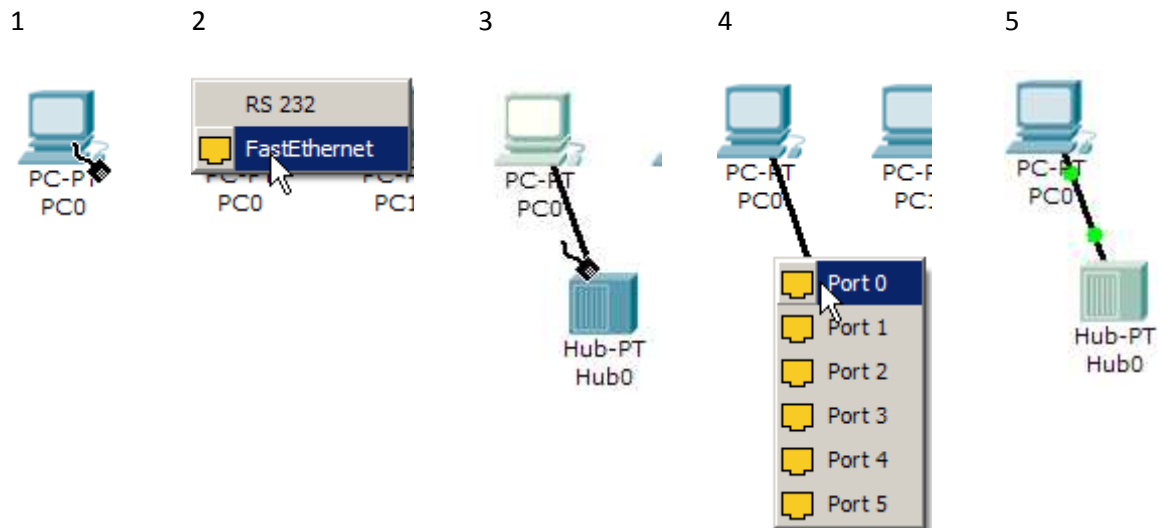 1 2 3 4 5
PC-PT
PC0
RS 232
FastEthernet
PC0
PC1
PC-PT
PC0
Hub-PT
Hub0
PC-PT
PC0
Port 0
Port 1
Port 2
Port 3
Port 4
Port 5
PC-PT
PC0
Hub-PT
Hub0